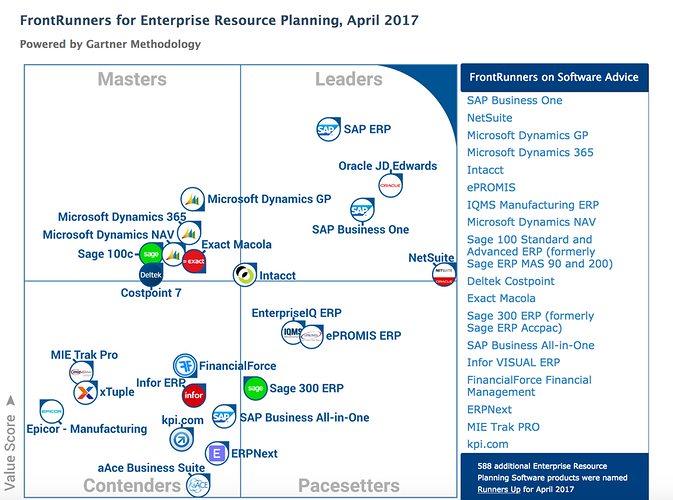 FrontRunners for Enterprise Resource Planning, April 2017
Powered by Gartner Methodology
Masters
Leaders
SAP
SAP ERP
Oracle JD Edwards
ORACLE
Microsoft Dynamics GP
SAP
SAP Business One
Microsoft Dynamics 365
Microsoft Dynamics NAV
Exact Macola
Sage 100c
sage
exact
NetSuite
NETSUITE
ORACLE
Deltek
Intacct
Costpoint 7
EnterpriseIQ ERP
IQMS
ePROMIS ERP
MIE Trak Pro
FinancialForce
xTuple
Infor ERP
infor
sage
Sage 300 ERP
EPICOR
Epicor - Manufacturing
kpi.com
SAP
SAP Business All-in-One
E
ERPNext
aAce Business Suite
aACE
Contenders
Pacesetters
Value Score
FrontRunners on Software Advice
SAP Business One
NetSuite
Microsoft Dynamics GP
Microsoft Dynamics 365
Intacct
ePROMIS
IQMS Manufacturing ERP
Microsoft Dynamics NAV
Sage 100 Standard and
Advanced ERP (formerly
Sage ERP MAS 90 and 200)
Deltek Costpoint
Exact Macola
Sage 300 ERP (formerly
Sage ERP Accpac)
SAP Business All-in-One
Infor VISUAL ERP
FinancialForce Financial
Management
ERPNext
MIE Trak PRO
kpi.com
588 additional Enterprise Resource
Planning Software products were named
Runners Up for April 2017